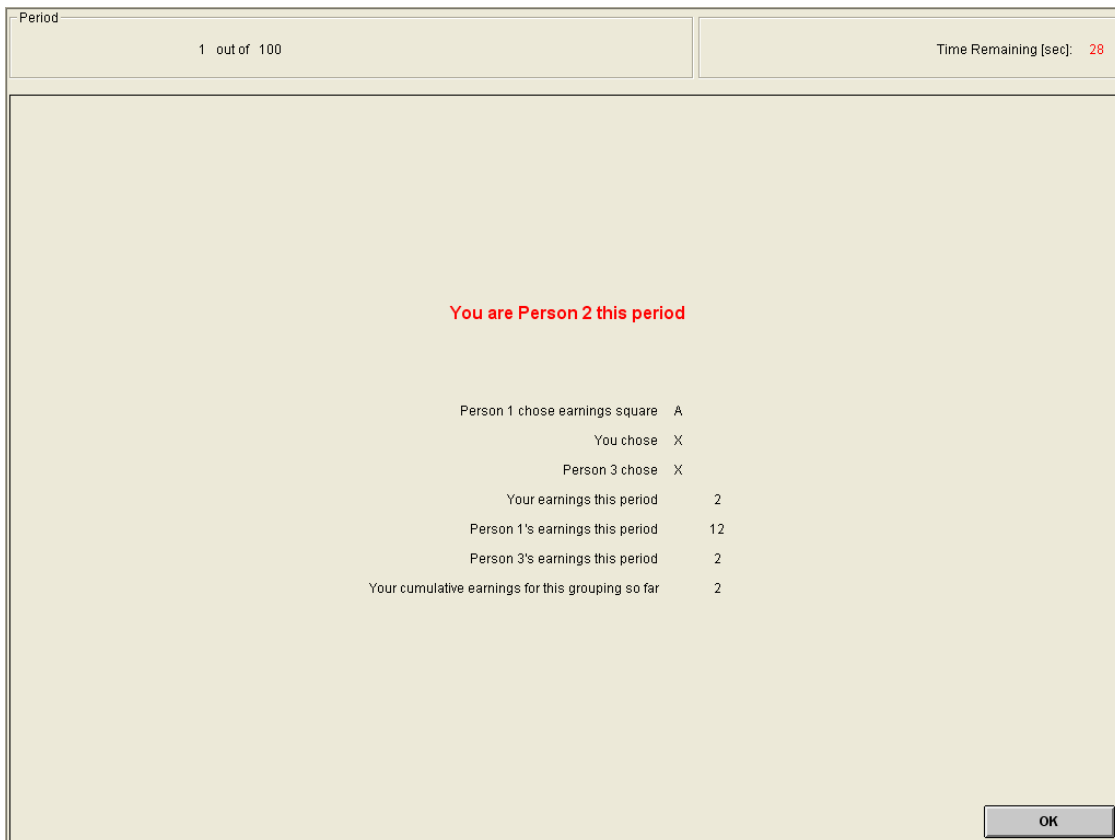 Period
1 out of 100
Time Remaining [sec]: 28
You are Person 2 this period
Person 1 chose earnings square A
You chose X
Person 3 chose X
Your earnings this period 2
Person 1's earnings this period 12
Person 3's earnings this period 2
Your cumulative earnings for this grouping so far 2
OK